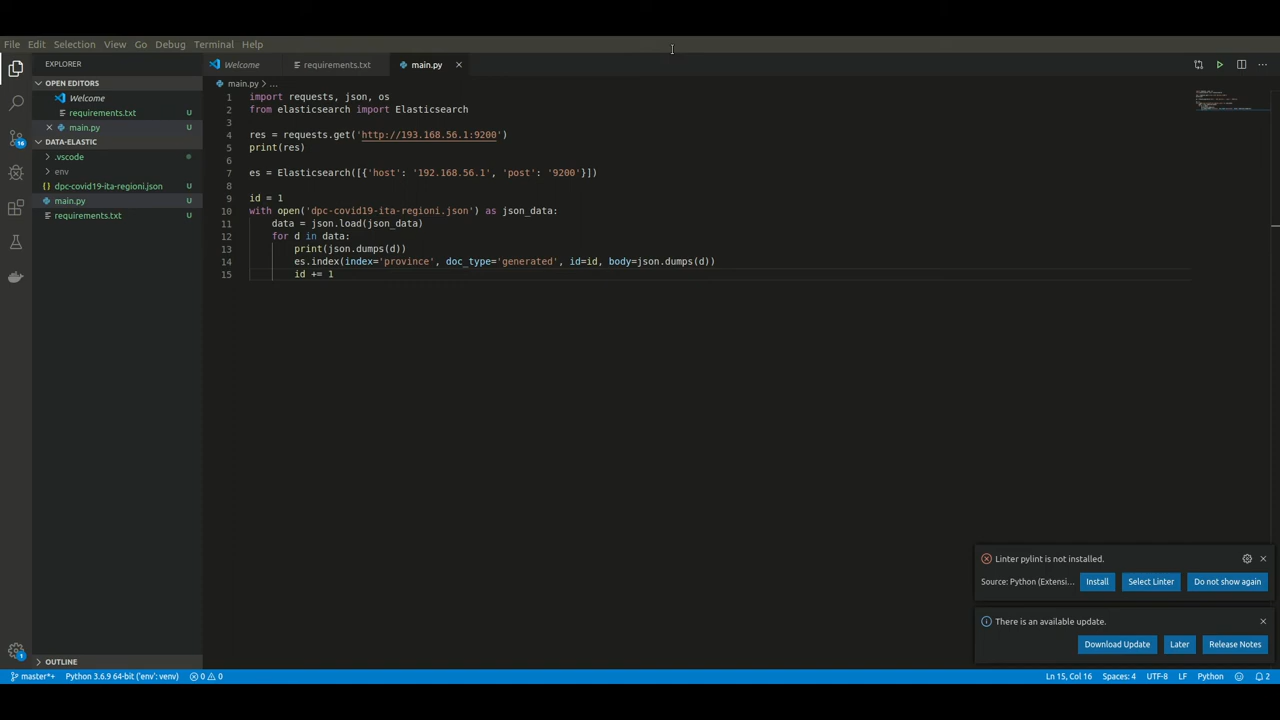 File Edit Selection View Go Debug Terminal Help
EXPLORER
OPEN EDITORS
Welcome
requirements.txt U
main.py U
DATA-ELASTIC
.vscode
env
dpc-covid19-ita-regioni.json U
main.py U
requirements.txt U
OUTLINE
16
1
Welcome requirements.txt main.py
main.py > ...
1 import requests, json, os
2 from elasticsearch import Elasticsearch
3
4 res = requests.get('http://193.168.56.1:9200')
5 print(res)
6
7 es = Elasticsearch([{'host': '192.168.56.1', 'post': '9200'}])
8
9 id = 1
10 with open('dpc-covid19-ita-regioni.json') as json_data:
11 data = json.load(json_data)
12 for d in data:
13 print(json.dumps(d))
14 es.index(index='province', doc_type='generated', id=id, body=json.dumps(d))
15 id += 1
Linter pylint is not installed.
Source: Python (Extensi... Install Select Linter Do not show again
There is an available update.
Download Update Later Release Notes
master*+ Python 3.6.9 64-bit ('env': venv) 0 0 Ln 15, Col 16 Spaces: 4 UTF-8 LF Python 2